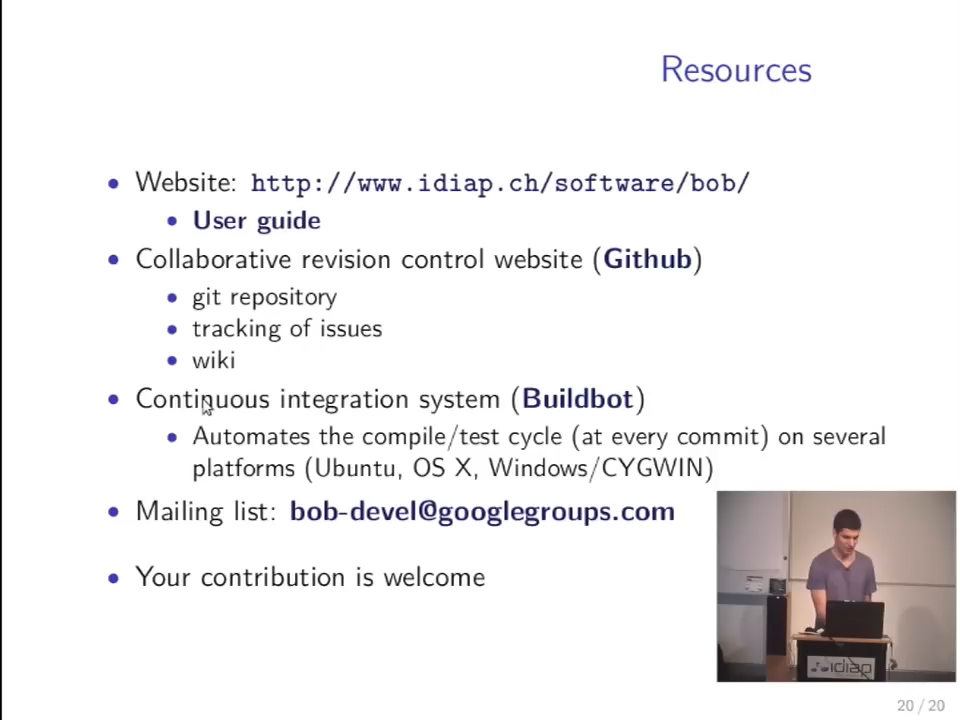 Resources
• Website: http://www.idiap.ch/software/bob/
• User guide
• Collaborative revision control website (Github)
• git repository
• tracking of issues
• wiki
• Continuous integration system (Buildbot)
• Automates the compile/test cycle (at every commit) on several
platforms (Ubuntu, OS X, Windows/CYGWIN)
• Mailing list: bob-devel@googlegroups.com
• Your contribution is welcome
idiap
20 / 20